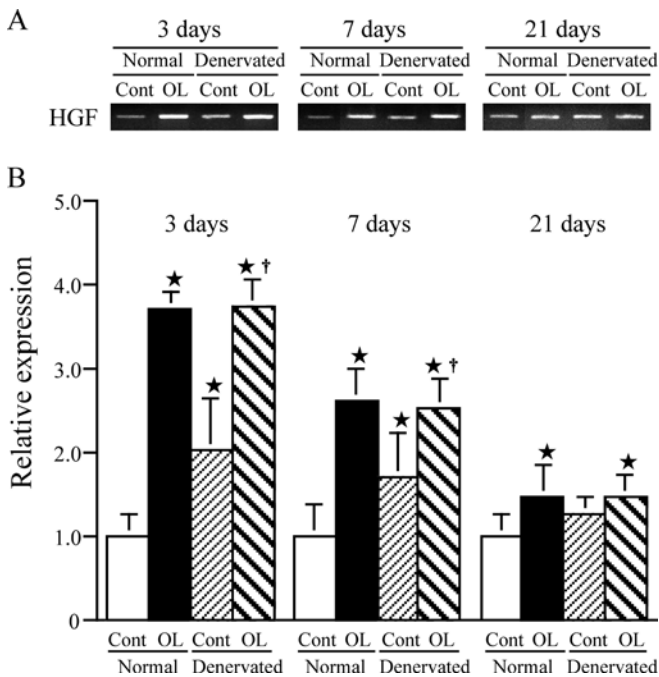 A
3 days
7 days
21 days
Normal Denervated
Normal Denervated
Normal Denervated
Cont OL Cont OL
Cont OL Cont OL
Cont OL Cont OL
HGF
B
Relative expression
5.0
4.0
3.0
2.0
1.0
0
3 days
7 days
21 days
★
★
★ †
★
★
★ †
★
★
Cont OL Cont OL
Cont OL Cont OL
Cont OL Cont OL
Normal Denervated
Normal Denervated
Normal Denervated